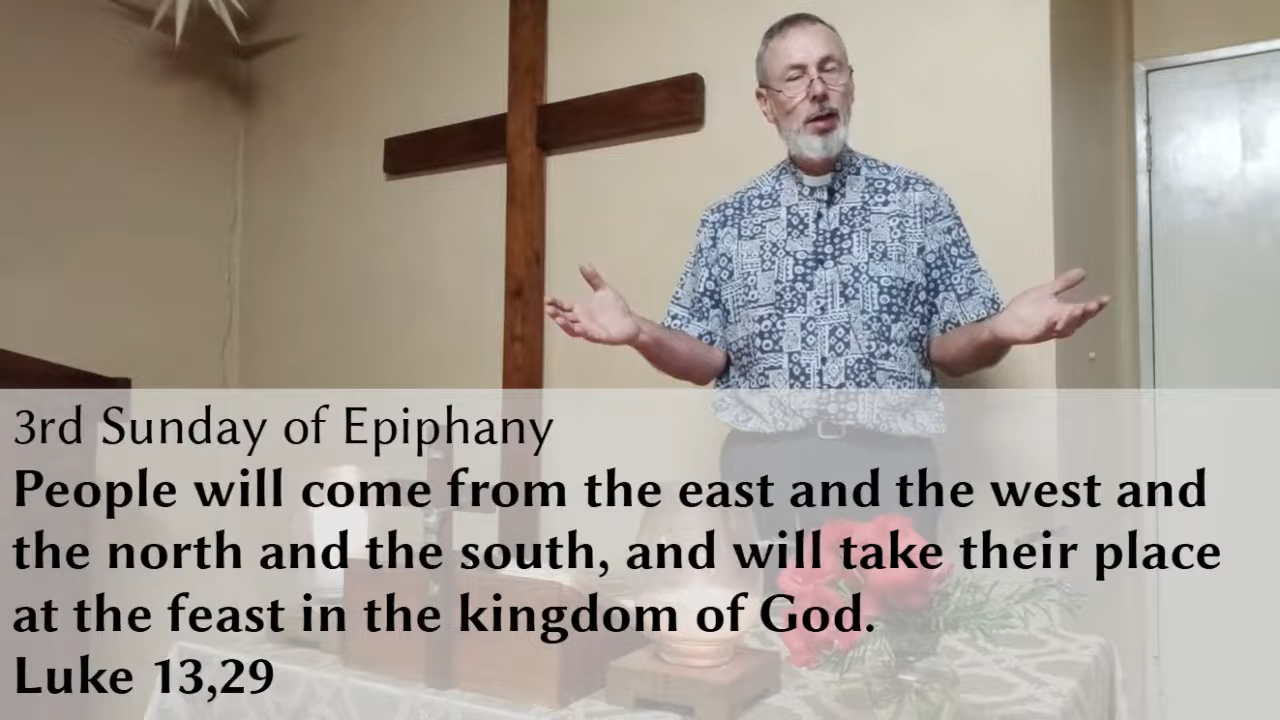 3rd Sunday of Epiphany
People will come from the east and the west and
the north and the south, and will take their place
at the feast in the kingdom of God.
Luke 13,29